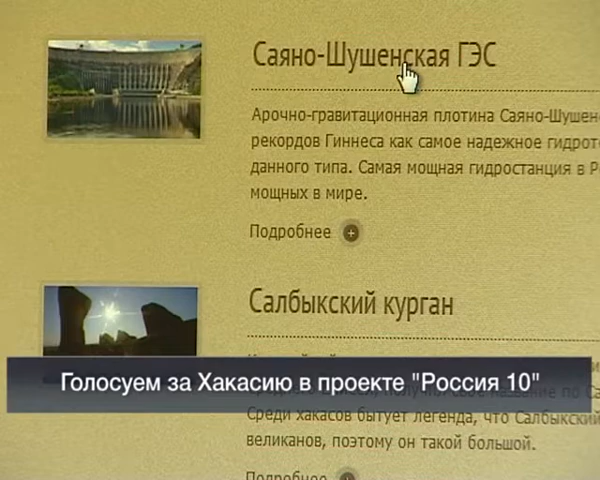 Саяно-Шушенская ГЭС
Арочно-гравитационная плотина Саяно-Шушен
рекордов Гиннеса как самое надежное гидрот
данного типа. Самая мощная гидростанция в Р
мощных в мире.
Подробнее
Салбыкский курган
Голосуем за Хакасию в проекте "Россия 10"
Среди хакасов бытует легенда, что Салбыкский
великанов, поэтому он такой большой.
Подробнее